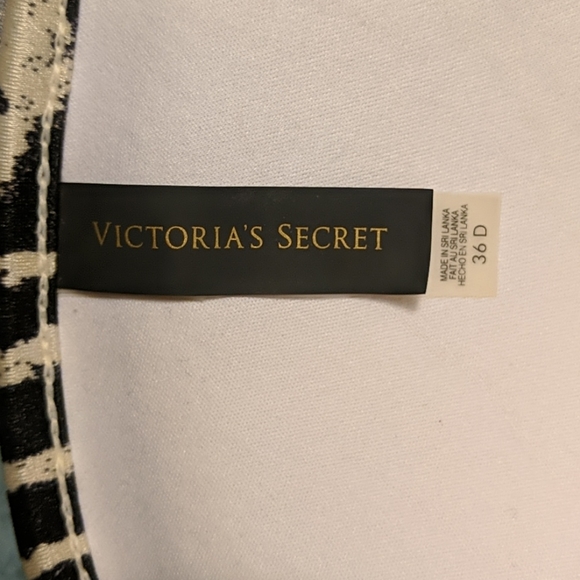 VICTORIA'S SECRET
MADE IN SRI LANKA
FAIT AU SRI LANKA
HECHO EN SRI LANKA
36 D